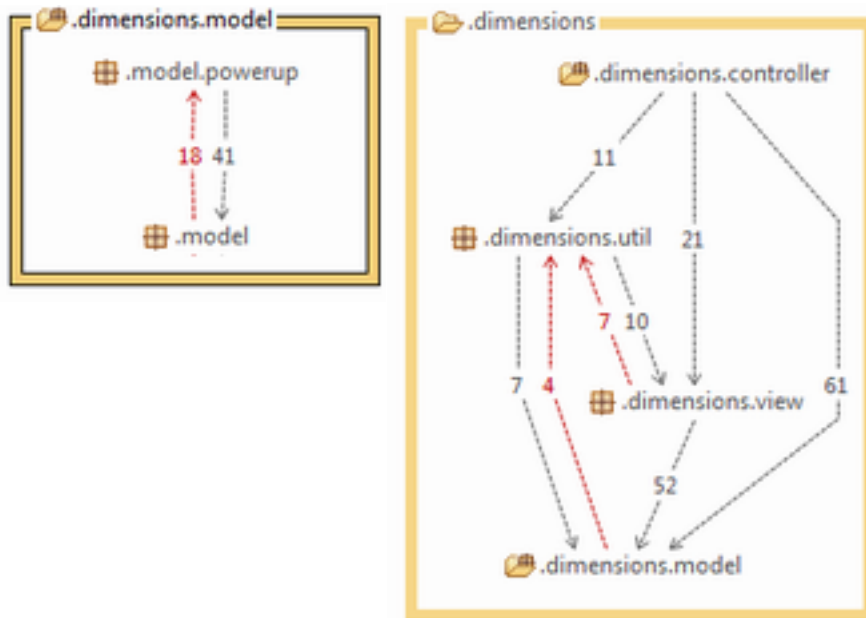 .dimensions.model
.model.powerup
18 41
.model
.dimensions
.dimensions.controller
11
.dimensions.util
21
7 10
7 4
61
.dimensions.view
52
.dimensions.model